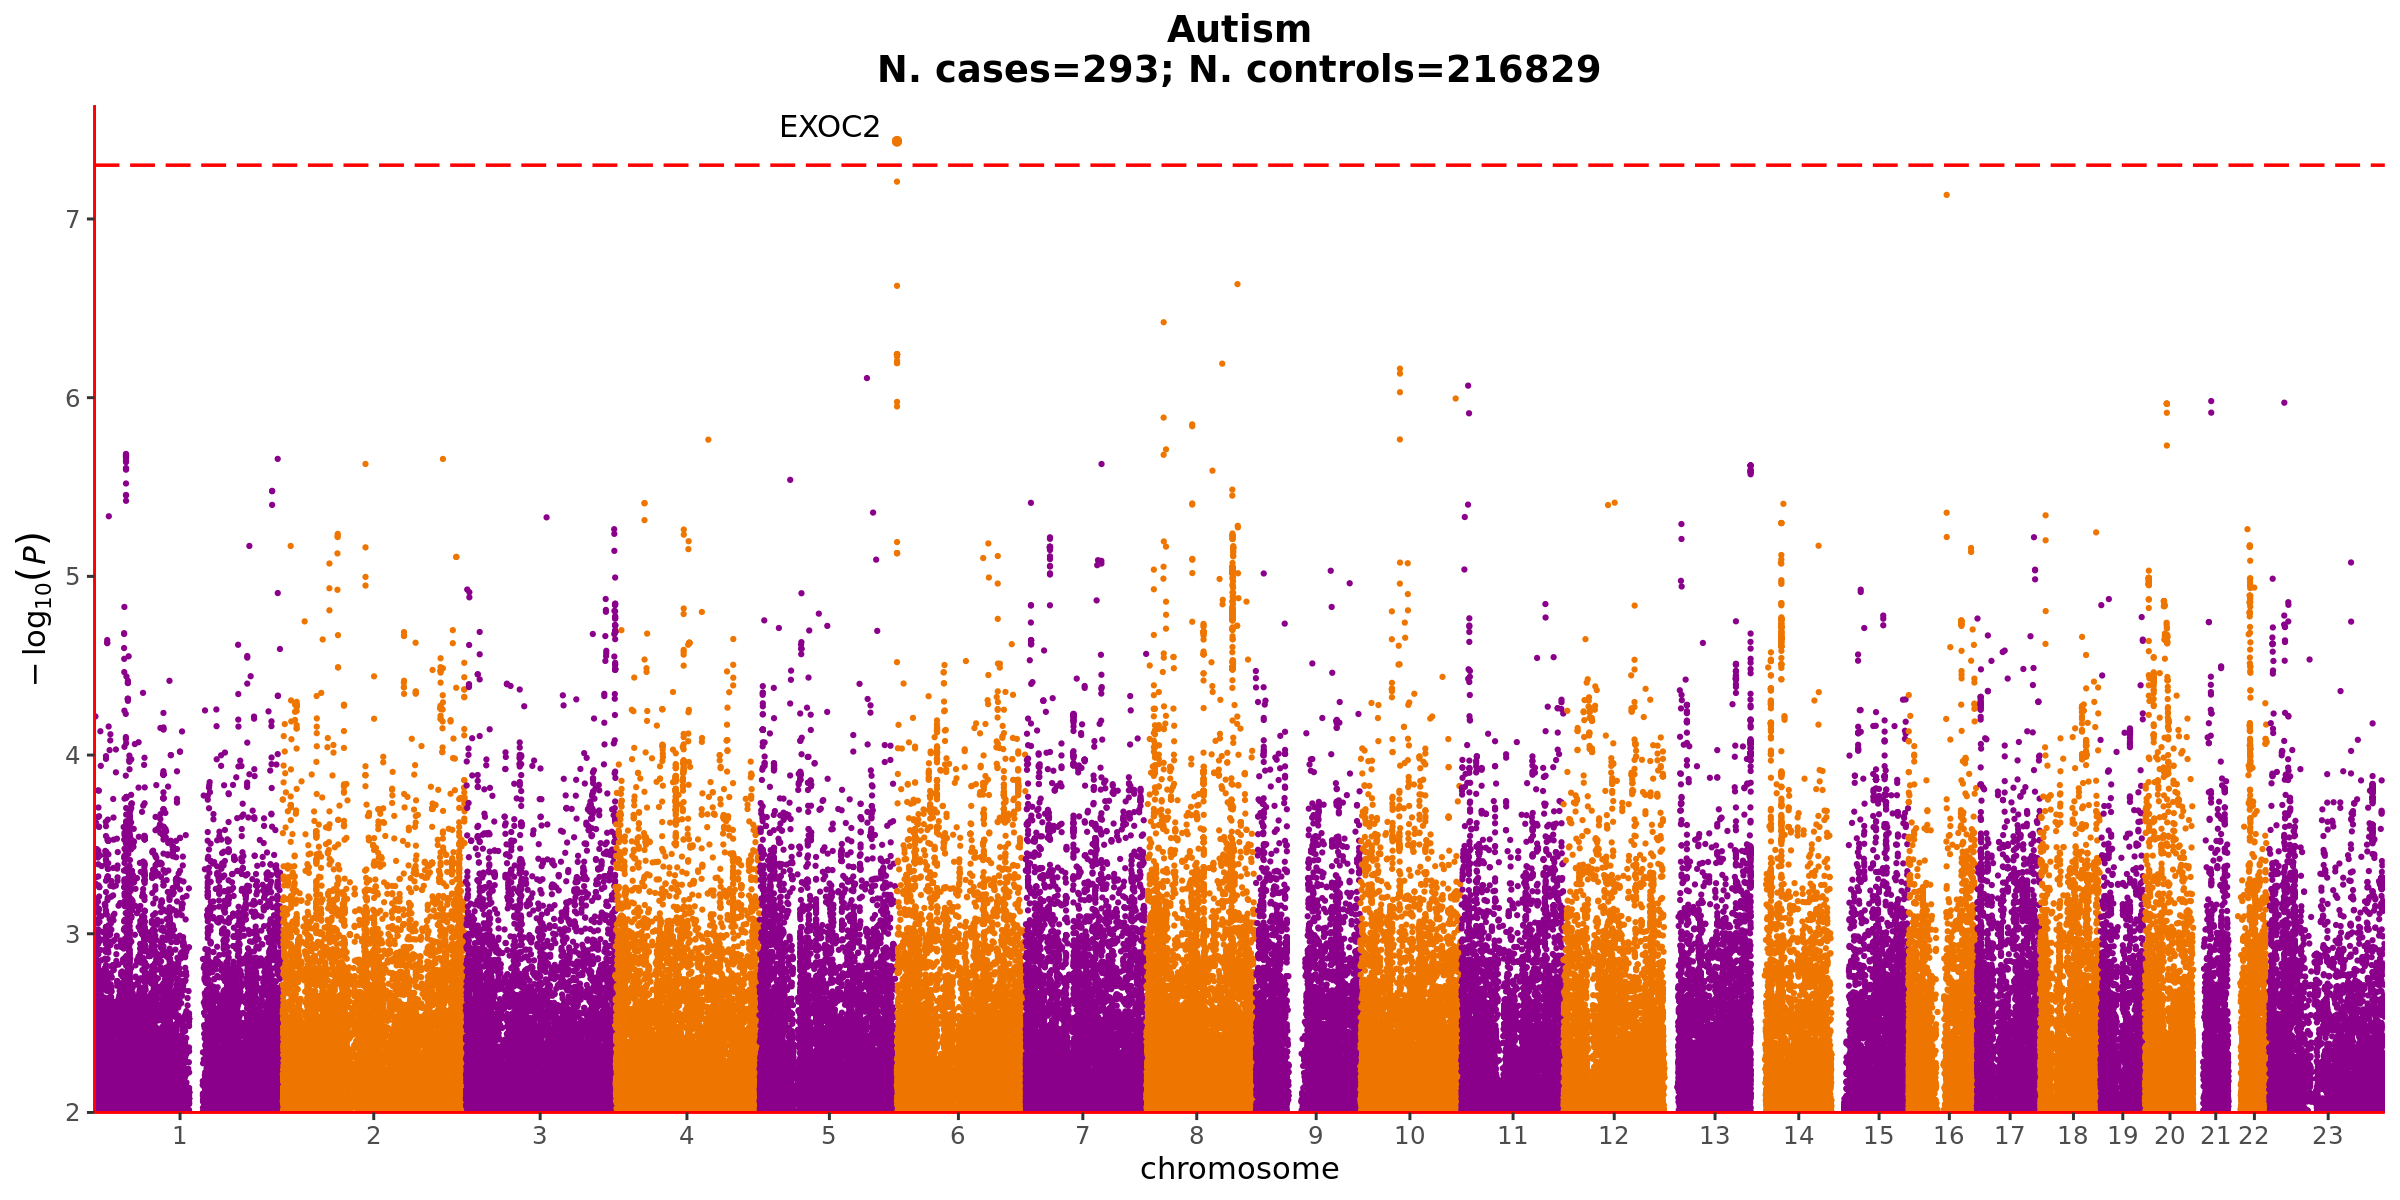 Autism
N. cases=293; N. controls=216829
EXOC2
7
6
5
4
3
2
−log10(P)
1 2 3 4 5 6 7 8 9 10 11 12 13 14 15 16 17 18 19 20 21 22 23
chromosome